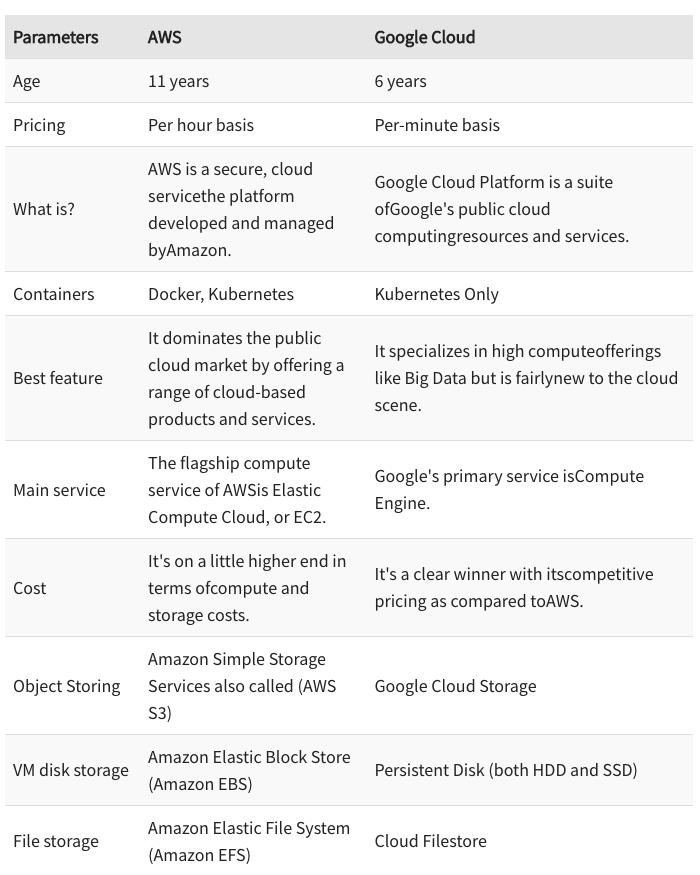 Parameters AWS Google Cloud
Age 11 years 6 years
Pricing Per hour basis Per-minute basis
What is?
AWS is a secure, cloud
servicethe platform
developed and managed
byAmazon.
Google Cloud Platform is a suite
ofGoogle's public cloud
computingresources and services.
Containers Docker, Kubernetes Kubernetes Only
Best feature
It dominates the public
cloud market by offering a
range of cloud-based
products and services.
It specializes in high computeofferings
like Big Data but is fairlynew to the cloud
scene.
Main service
The flagship compute
service of AWSis Elastic
Compute Cloud, or EC2.
Google's primary service isCompute
Engine.
Cost
It's on a little higher end in
terms ofcompute and
storage costs.
It's a clear winner with itscompetitive
pricing as compared toAWS.
Object Storing
Amazon Simple Storage
Services also called (AWS
S3)
Google Cloud Storage
VM disk storage
Amazon Elastic Block Store
(Amazon EBS)
Persistent Disk (both HDD and SSD)
File storage
Amazon Elastic File System
(Amazon EFS)
Cloud Filestore